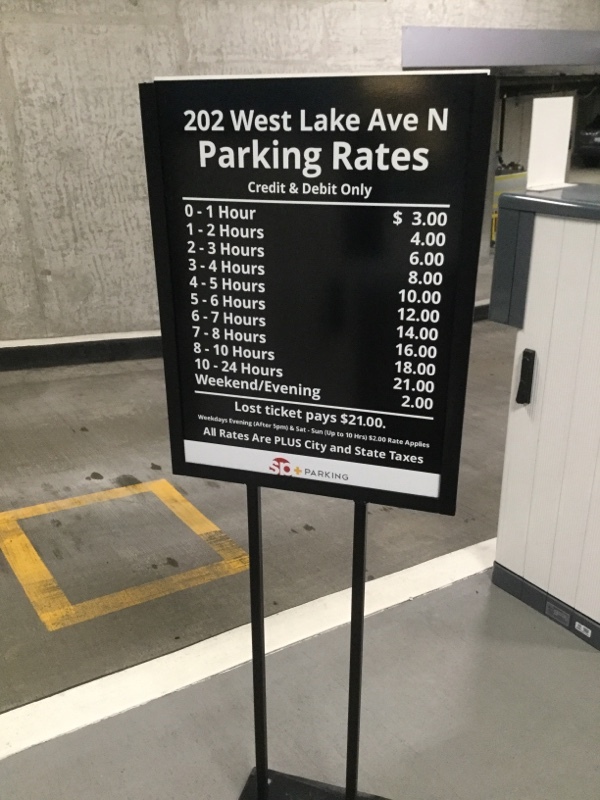 202 West Lake Ave N
Parking Rates
Credit & Debit Only
0 - 1 Hour $ 3.00
1 - 2 Hours 4.00
2 - 3 Hours 6.00
3 - 4 Hours 8.00
4 - 5 Hours 10.00
5 - 6 Hours 12.00
6 - 7 Hours 14.00
7 - 8 Hours 16.00
8 - 10 Hours 18.00
10 - 24 Hours 21.00
Weekend/Evening 2.00
Lost ticket pays $21.00.
Weekdays Evening (After 5pm) & Sat - Sun (Up to 10 Hrs) $2.00 Rate Applies
All Rates Are PLUS City and State Taxes
SP+ PARKING